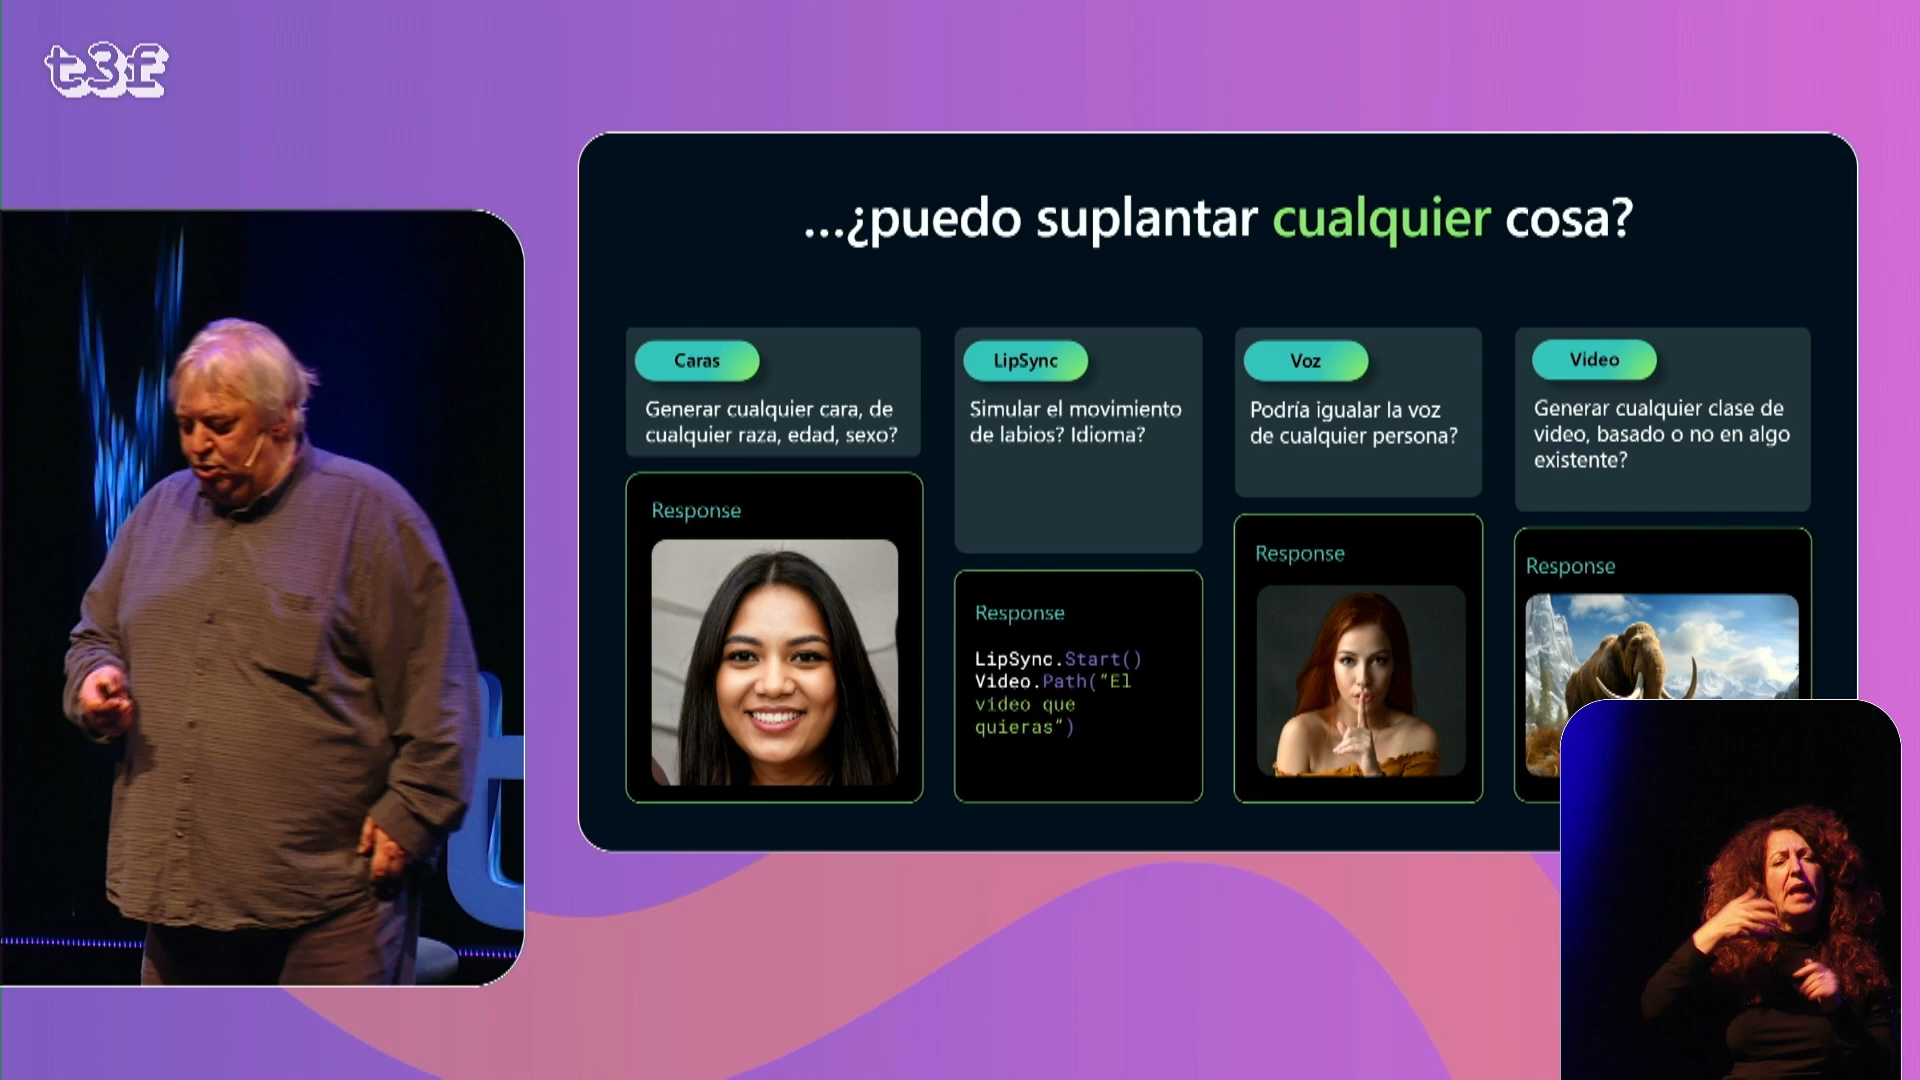 t3f
...¿puedo suplantar cualquier cosa?
Caras
Generar cualquier cara, de
cualquier raza, edad, sexo?
Response
LipSync
Simular el movimiento
de labios? Idioma?
Response
LipSync.Start()
Video.Path("El
video que
quieras")
Voz
Podría igualar la voz
de cualquier persona?
Response
Video
Generar cualquier clase de
video, basado o no en algo
existente?
Response